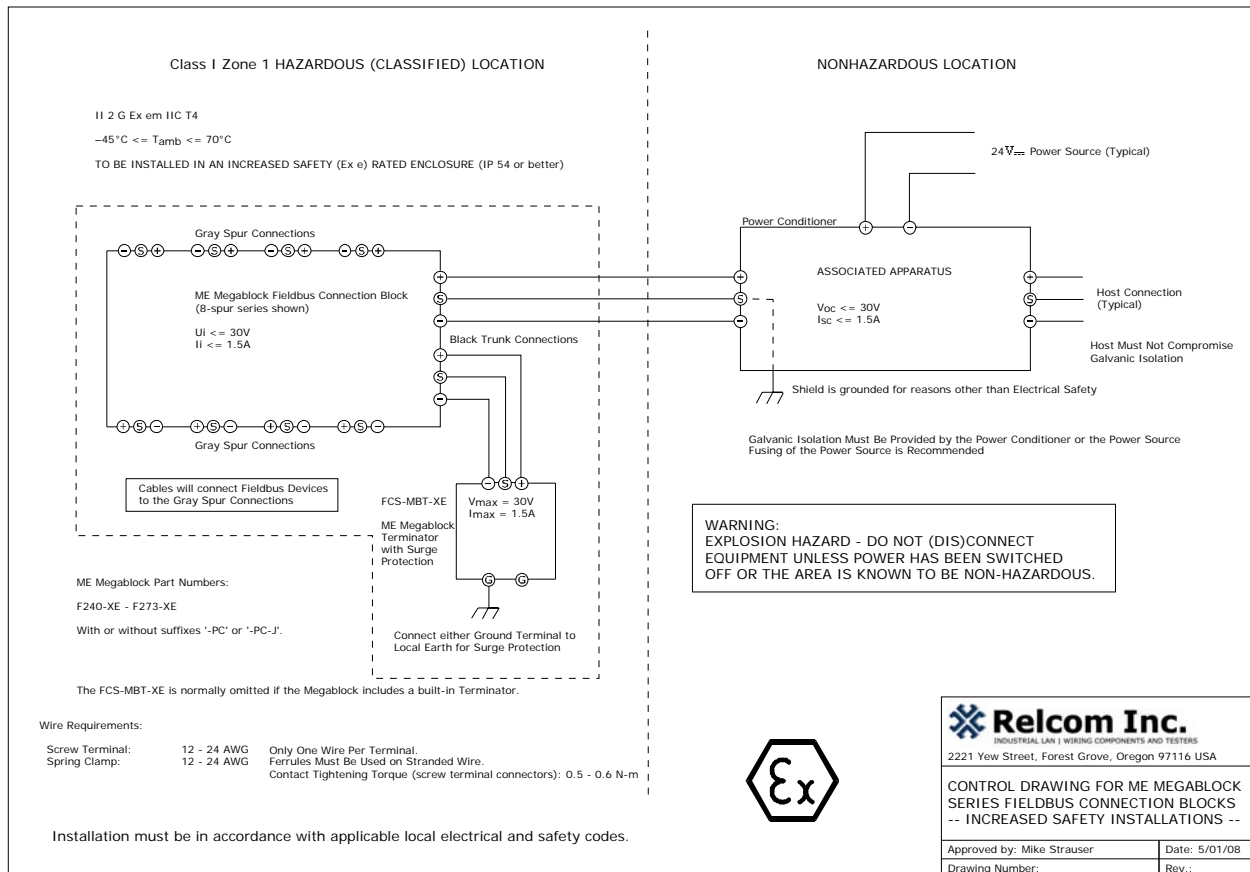 Class I Zone 1 HAZARDOUS (CLASSIFIED) LOCATION
NONHAZARDOUS LOCATION
II 2 G Ex em IIC T4
–45°C <= Tamb <= 70°C
TO BE INSTALLED IN AN INCREASED SAFETY (Ex e) RATED ENCLOSURE (IP 54 or better)
24V Power Source (Typical)
Power Conditioner
+ -
Gray Spur Connections
- S + - S + - S + - S +
ME Megablock Fieldbus Connection Block
(8-spur series shown)
Ui <= 30V
Ii <= 1.5A
+
S
-
Black Trunk Connections
+
S
-
+ S - + S - + S - + S -
Gray Spur Connections
+
S
-
ASSOCIATED APPARATUS
Voc <= 30V
Isc <= 1.5A
+
S
-
Host Connection
(Typical)
Host Must Not Compromise
Galvanic Isolation
Shield is grounded for reasons other than Electrical Safety
Galvanic Isolation Must Be Provided by the Power Conditioner or the Power Source
Fusing of the Power Source is Recommended
Cables will connect Fieldbus Devices
to the Gray Spur Connections
- S +
FCS-MBT-XE
ME Megablock
Terminator
with Surge
Protection
Vmax = 30V
Imax = 1.5A
G G
Connect either Ground Terminal to
Local Earth for Surge Protection
WARNING:
EXPLOSION HAZARD - DO NOT (DIS)CONNECT
EQUIPMENT UNLESS POWER HAS BEEN SWITCHED
OFF OR THE AREA IS KNOWN TO BE NON-HAZARDOUS.
ME Megablock Part Numbers:
F240-XE - F273-XE
With or without suffixes '-PC' or '-PC-J'.
The FCS-MBT-XE is normally omitted if the Megablock includes a built-in Terminator.
Wire Requirements:
Screw Terminal: 12 - 24 AWG Only One Wire Per Terminal.
Spring Clamp: 12 - 24 AWG Ferrules Must Be Used on Stranded Wire.
Contact Tightening Torque (screw terminal connectors): 0.5 - 0.6 N-m
Installation must be in accordance with applicable local electrical and safety codes.
Ex
Relcom Inc.
INDUSTRIAL LAN | WIRING COMPONENTS AND TESTERS
2221 Yew Street, Forest Grove, Oregon 97116 USA
CONTROL DRAWING FOR ME MEGABLOCK
SERIES FIELDBUS CONNECTION BLOCKS
-- INCREASED SAFETY INSTALLATIONS --
Approved by: Mike Strauser
Date: 5/01/08
Drawing Number:
Rev.: